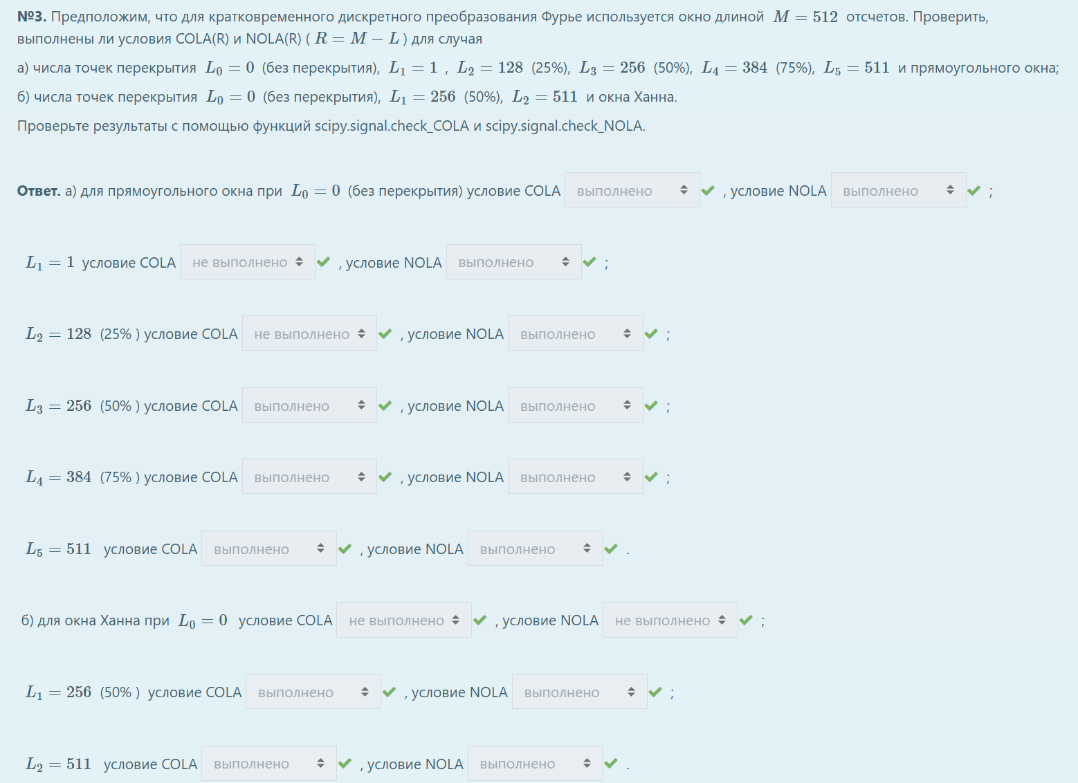 №3. Предположим, что для кратковременного дискретного преобразования Фурье используется окно длиной M = 512 отсчетов. Проверить,
выполнены ли условия COLA(R) и NOLA(R) ( R = M − L ) для случая
а) числа точек перекрытия L₀ = 0 (без перекрытия), L₁ = 1 , L₂ = 128 (25%), L₃ = 256 (50%), L₄ = 384 (75%), L₅ = 511 и прямоугольного окна;
б) числа точек перекрытия L₀ = 0 (без перекрытия), L₁ = 256 (50%), L₂ = 511 и окна Ханна.
Проверьте результаты с помощью функций scipy.signal.check_COLA и scipy.signal.check_NOLA.
Ответ. а) для прямоугольного окна при L₀ = 0 (без перекрытия) условие COLA выполнено , условие NOLA выполнено ;
L₁ = 1 условие COLA не выполнено , условие NOLA выполнено ;
L₂ = 128 (25% ) условие COLA не выполнено , условие NOLA выполнено ;
L₃ = 256 (50% ) условие COLA выполнено , условие NOLA выполнено ;
L₄ = 384 (75% ) условие COLA выполнено , условие NOLA выполнено ;
L₅ = 511 условие COLA выполнено , условие NOLA выполнено .
б) для окна Ханна при L₀ = 0 условие COLA не выполнено , условие NOLA не выполнено ;
L₁ = 256 (50% ) условие COLA выполнено , условие NOLA выполнено ;
L₂ = 511 условие COLA выполнено , условие NOLA выполнено .